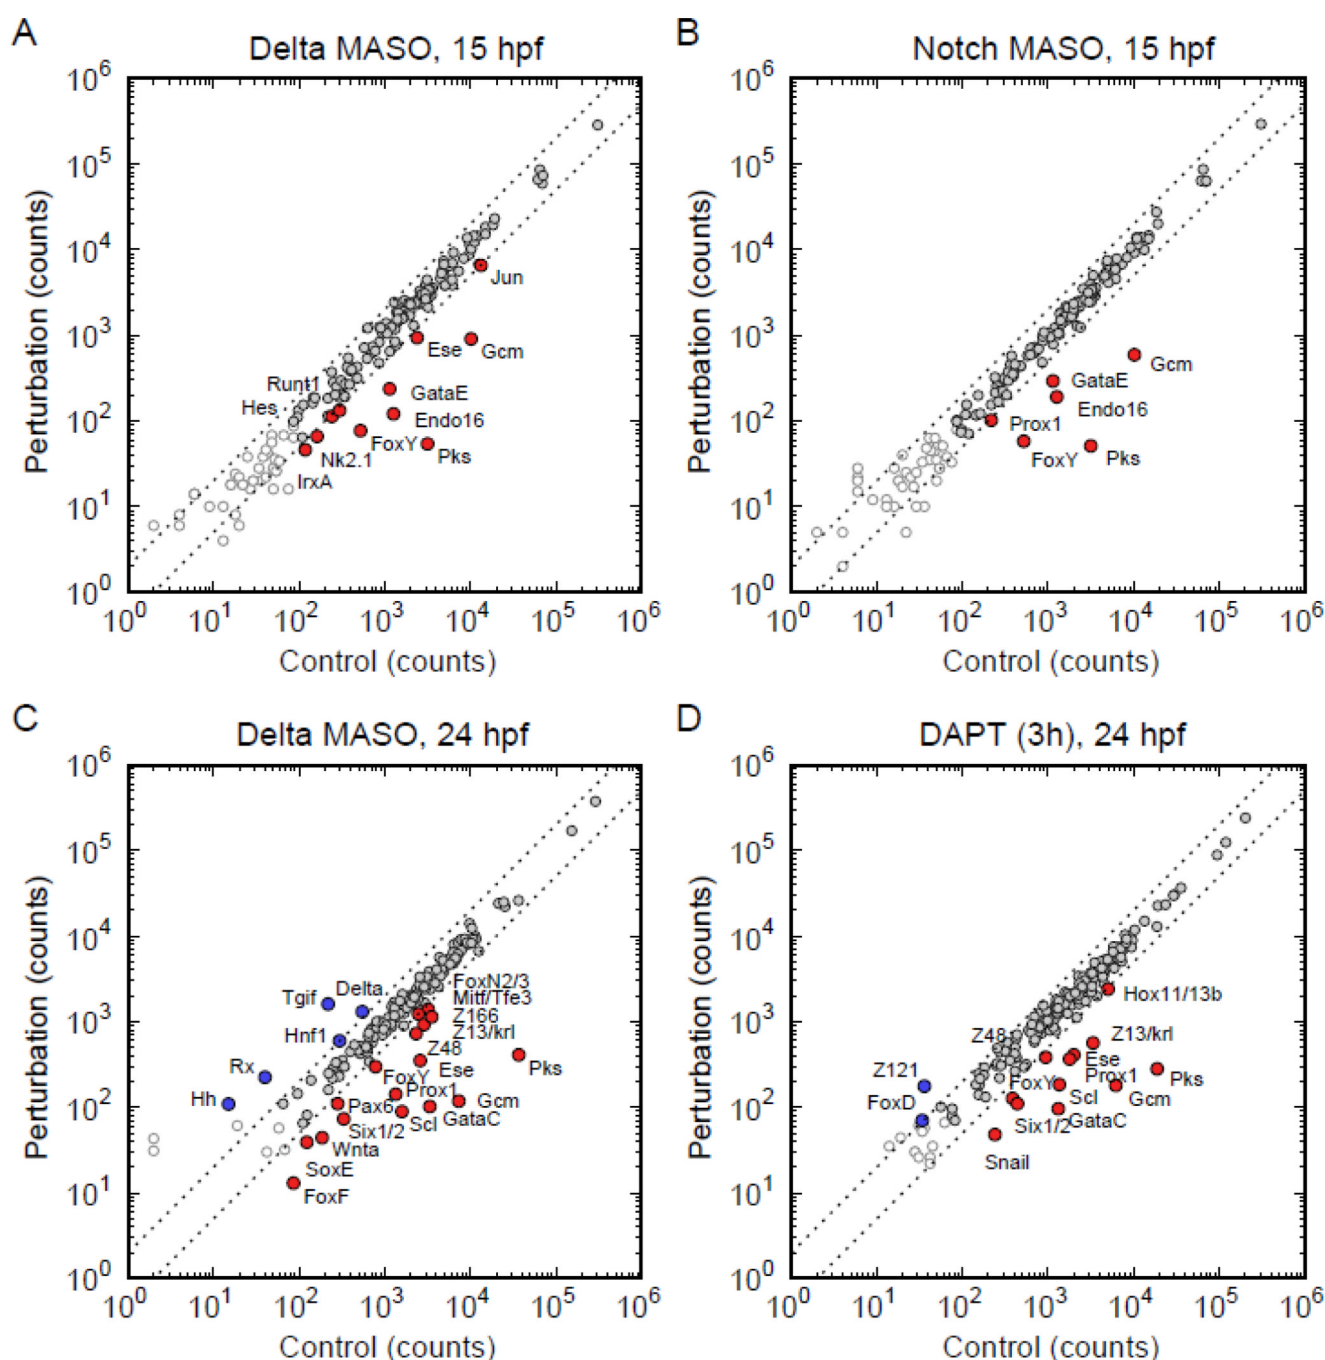 A
Delta MASO, 15 hpf
Perturbation (counts)
10^6
10^5
10^4
10^3
10^2
10^1
10^0
Jun
Ese
Gcm
Runt1
GataE
Hes
Endo16
FoxY
Nk2.1
Pks
IrxA
10^0 10^1 10^2 10^3 10^4 10^5 10^6
Control (counts)
B
Notch MASO, 15 hpf
Perturbation (counts)
10^6
10^5
10^4
10^3
10^2
10^1
10^0
Gcm
GataE
Endo16
Prox1
FoxY
Pks
10^0 10^1 10^2 10^3 10^4 10^5 10^6
Control (counts)
C
Delta MASO, 24 hpf
Perturbation (counts)
10^6
10^5
10^4
10^3
10^2
10^1
10^0
FoxN2/3
Tgif
Delta
Mitf/Tfe3
Z166
Hnf1
Z13/krl
Z48
Rx
Ese
Pks
FoxY
Prox1
Hh
Pax6
Gcm
GataC
Scl
Six1/2
Wnta
SoxE
FoxF
10^0 10^1 10^2 10^3 10^4 10^5 10^6
Control (counts)
D
DAPT (3h), 24 hpf
Perturbation (counts)
10^6
10^5
10^4
10^3
10^2
10^1
10^0
Hox11/13b
Z48
Z13/krl
Ese
Z121
Prox1
Pks
FoxY
Scl
Gcm
FoxD
Six1/2
GataC
Snail
10^0 10^1 10^2 10^3 10^4 10^5 10^6
Control (counts)